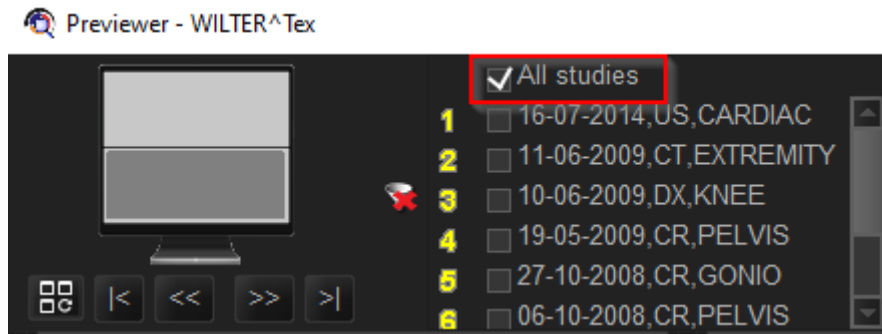 Previewer - WILTER^Tex
All studies
1 16-07-2014,US,CARDIAC
2 11-06-2009,CT,EXTREMITY
3 10-06-2009,DX,KNEE
4 19-05-2009,CR,PELVIS
5 27-10-2008,CR,GONIO
6 06-10-2008,CR,PELVIS
|< << >> >|